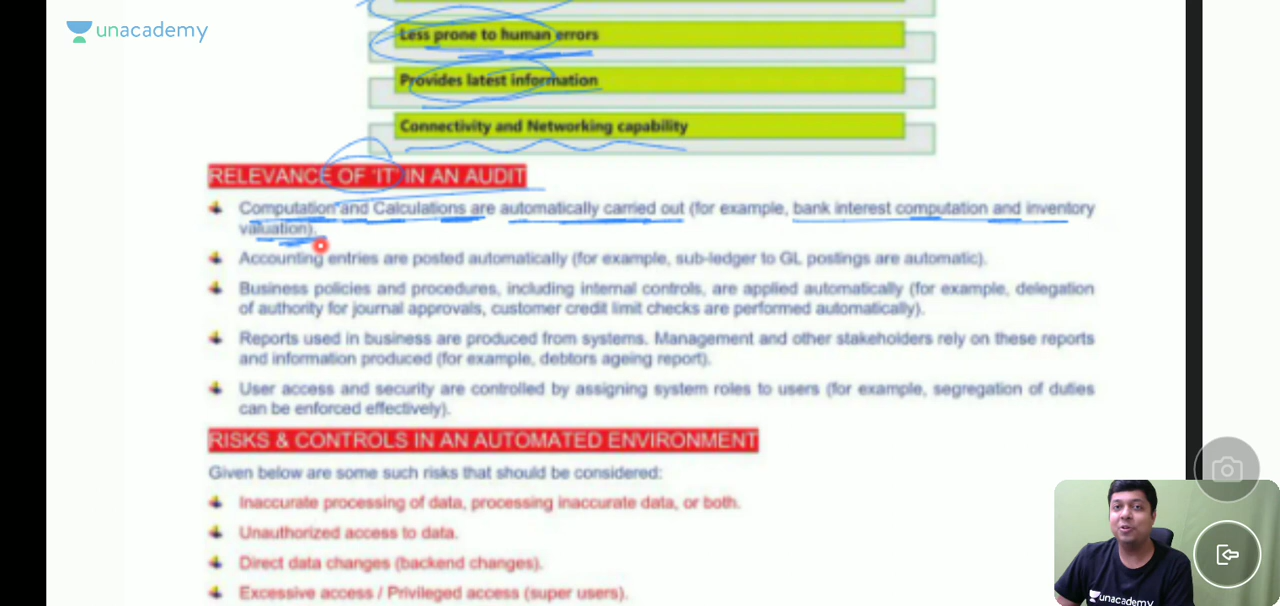 unacademy
Less prone to human errors
Provides latest information
Connectivity and Networking capability
RELEVANCE OF 'IT' IN AN AUDIT
Computation and Calculations are automatically carried out (for example, bank interest computation and inventory
valuation).
Accounting entries are posted automatically (for example, sub-ledger to GL postings are automatic).
Business policies and procedures, including internal controls, are applied automatically (for example, delegation
of authority for journal approvals, customer credit limit checks are performed automatically).
Reports used in business are produced from systems. Management and other stakeholders rely on these reports
and information produced (for example, debtors ageing report).
User access and security are controlled by assigning system roles to users (for example, segregation of duties
can be enforced effectively).
RISKS & CONTROLS IN AN AUTOMATED ENVIRONMENT
Given below are some such risks that should be considered:
Inaccurate processing of data, processing inaccurate data, or both.
Unauthorized access to data.
Direct data changes (backend changes).
Excessive access / Privileged access (super users).
unacademy